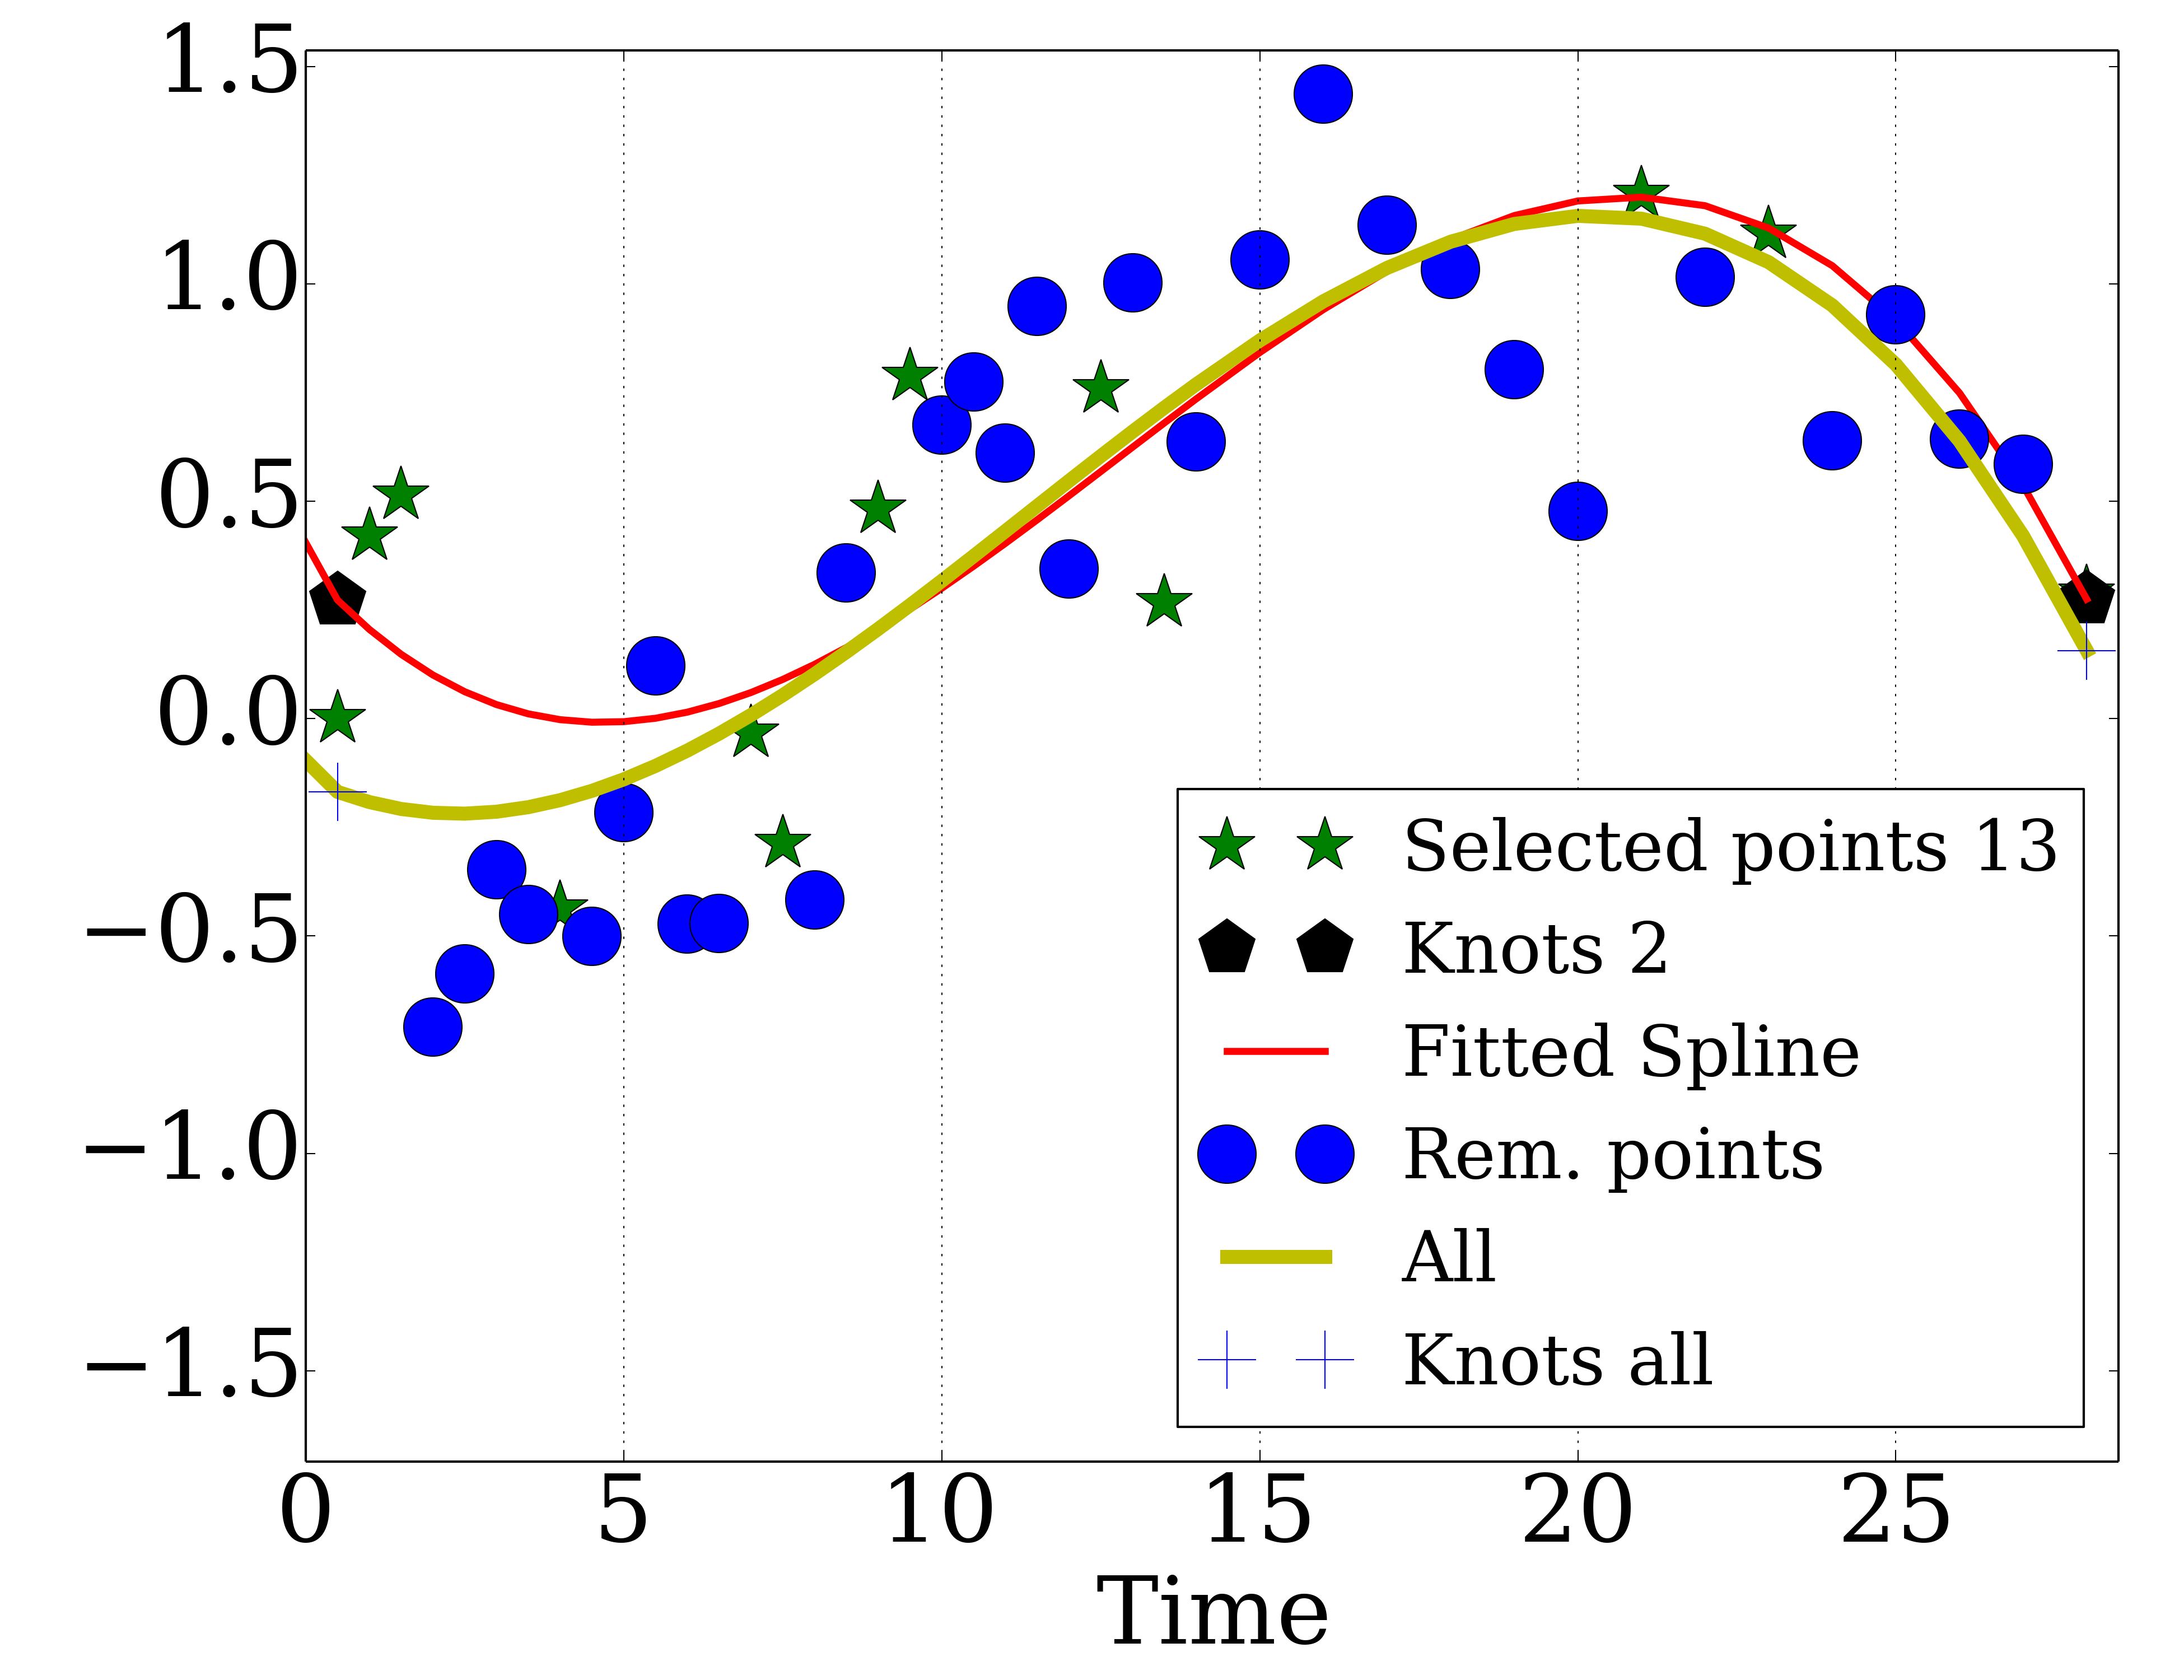 1.5
1.0
0.5
0.0
−0.5
−1.0
−1.5
0 5 10 15 20 25
Time
Selected points 13
Knots 2
Fitted Spline
Rem. points
All
Knots all